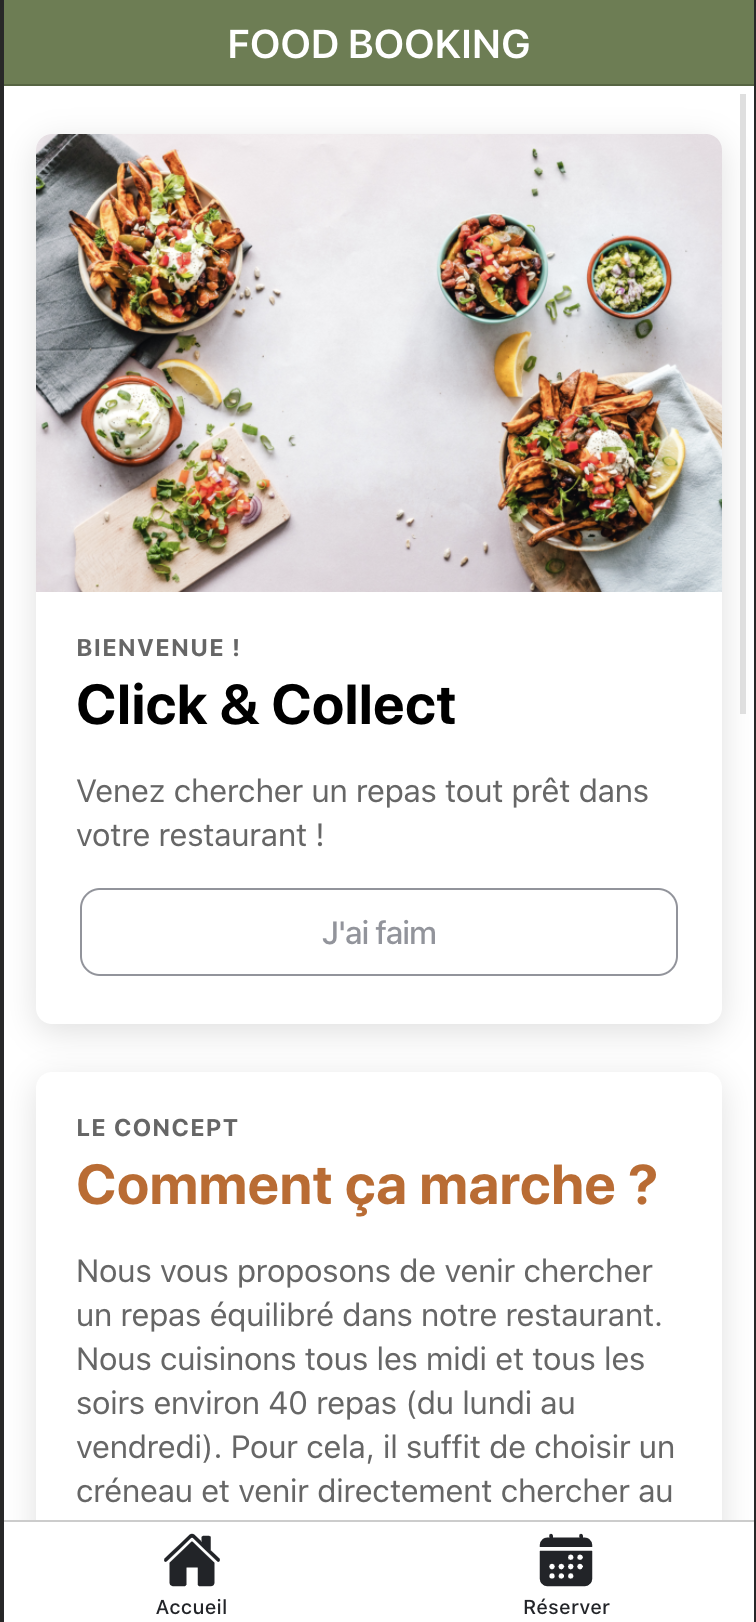 FOOD BOOKING
BIENVENUE !
Click & Collect
Venez chercher un repas tout prêt dans
votre restaurant !
J'ai faim
LE CONCEPT
Comment ça marche ?
Nous vous proposons de venir chercher
un repas équilibré dans notre restaurant.
Nous cuisinons tous les midi et tous les
soirs environ 40 repas (du lundi au
vendredi). Pour cela, il suffit de choisir un
créneau et venir directement chercher au
Accueil
Réserver